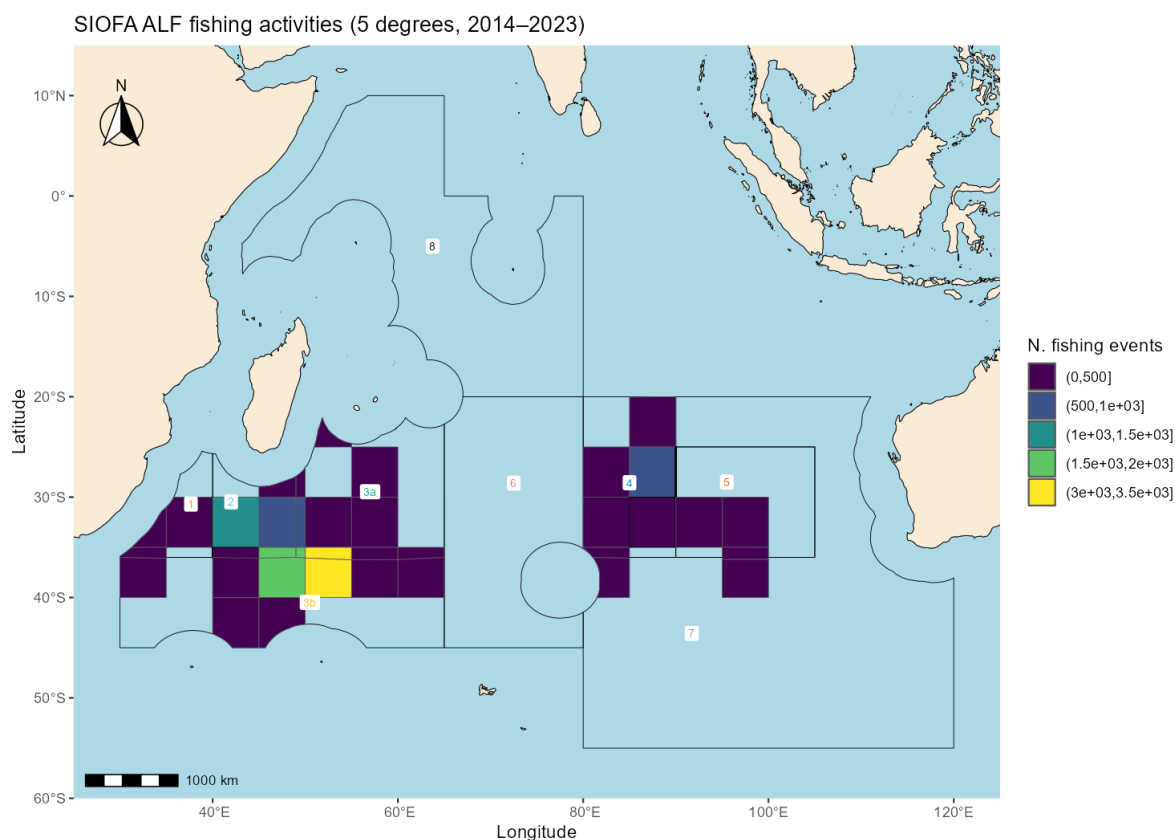 SIOFA ALF fishing activities (5 degrees, 2014–2023)
N
10°N
0°
10°S
20°S
30°S
40°S
50°S
60°S
Latitude
8
1
2
3a
3b
6
4
5
7
1000 km
40°E
60°E
80°E
100°E
120°E
Longitude
N. fishing events
(0,500]
(500,1e+03]
(1e+03,1.5e+03]
(1.5e+03,2e+03]
(3e+03,3.5e+03]